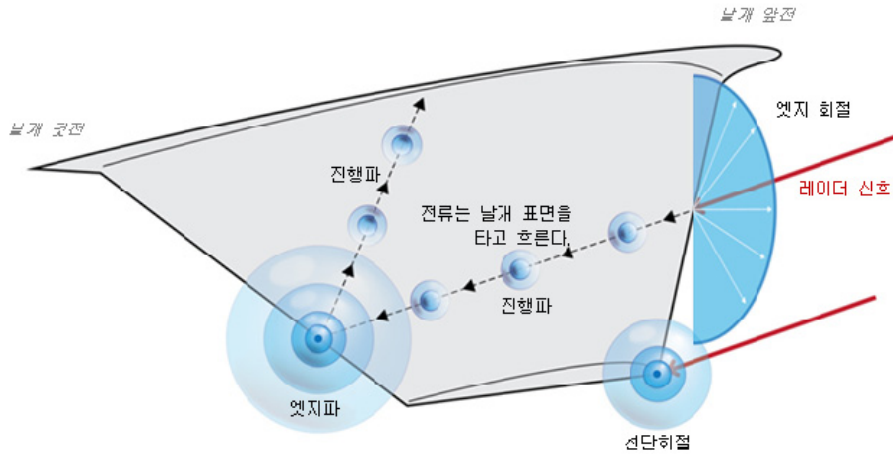 날개 앞전
엣지 회절
날개 뒷전
레이더 신호
진행파
전류는 날개 표면을
타고 흐른다.
진행파
엣지파
선단회절